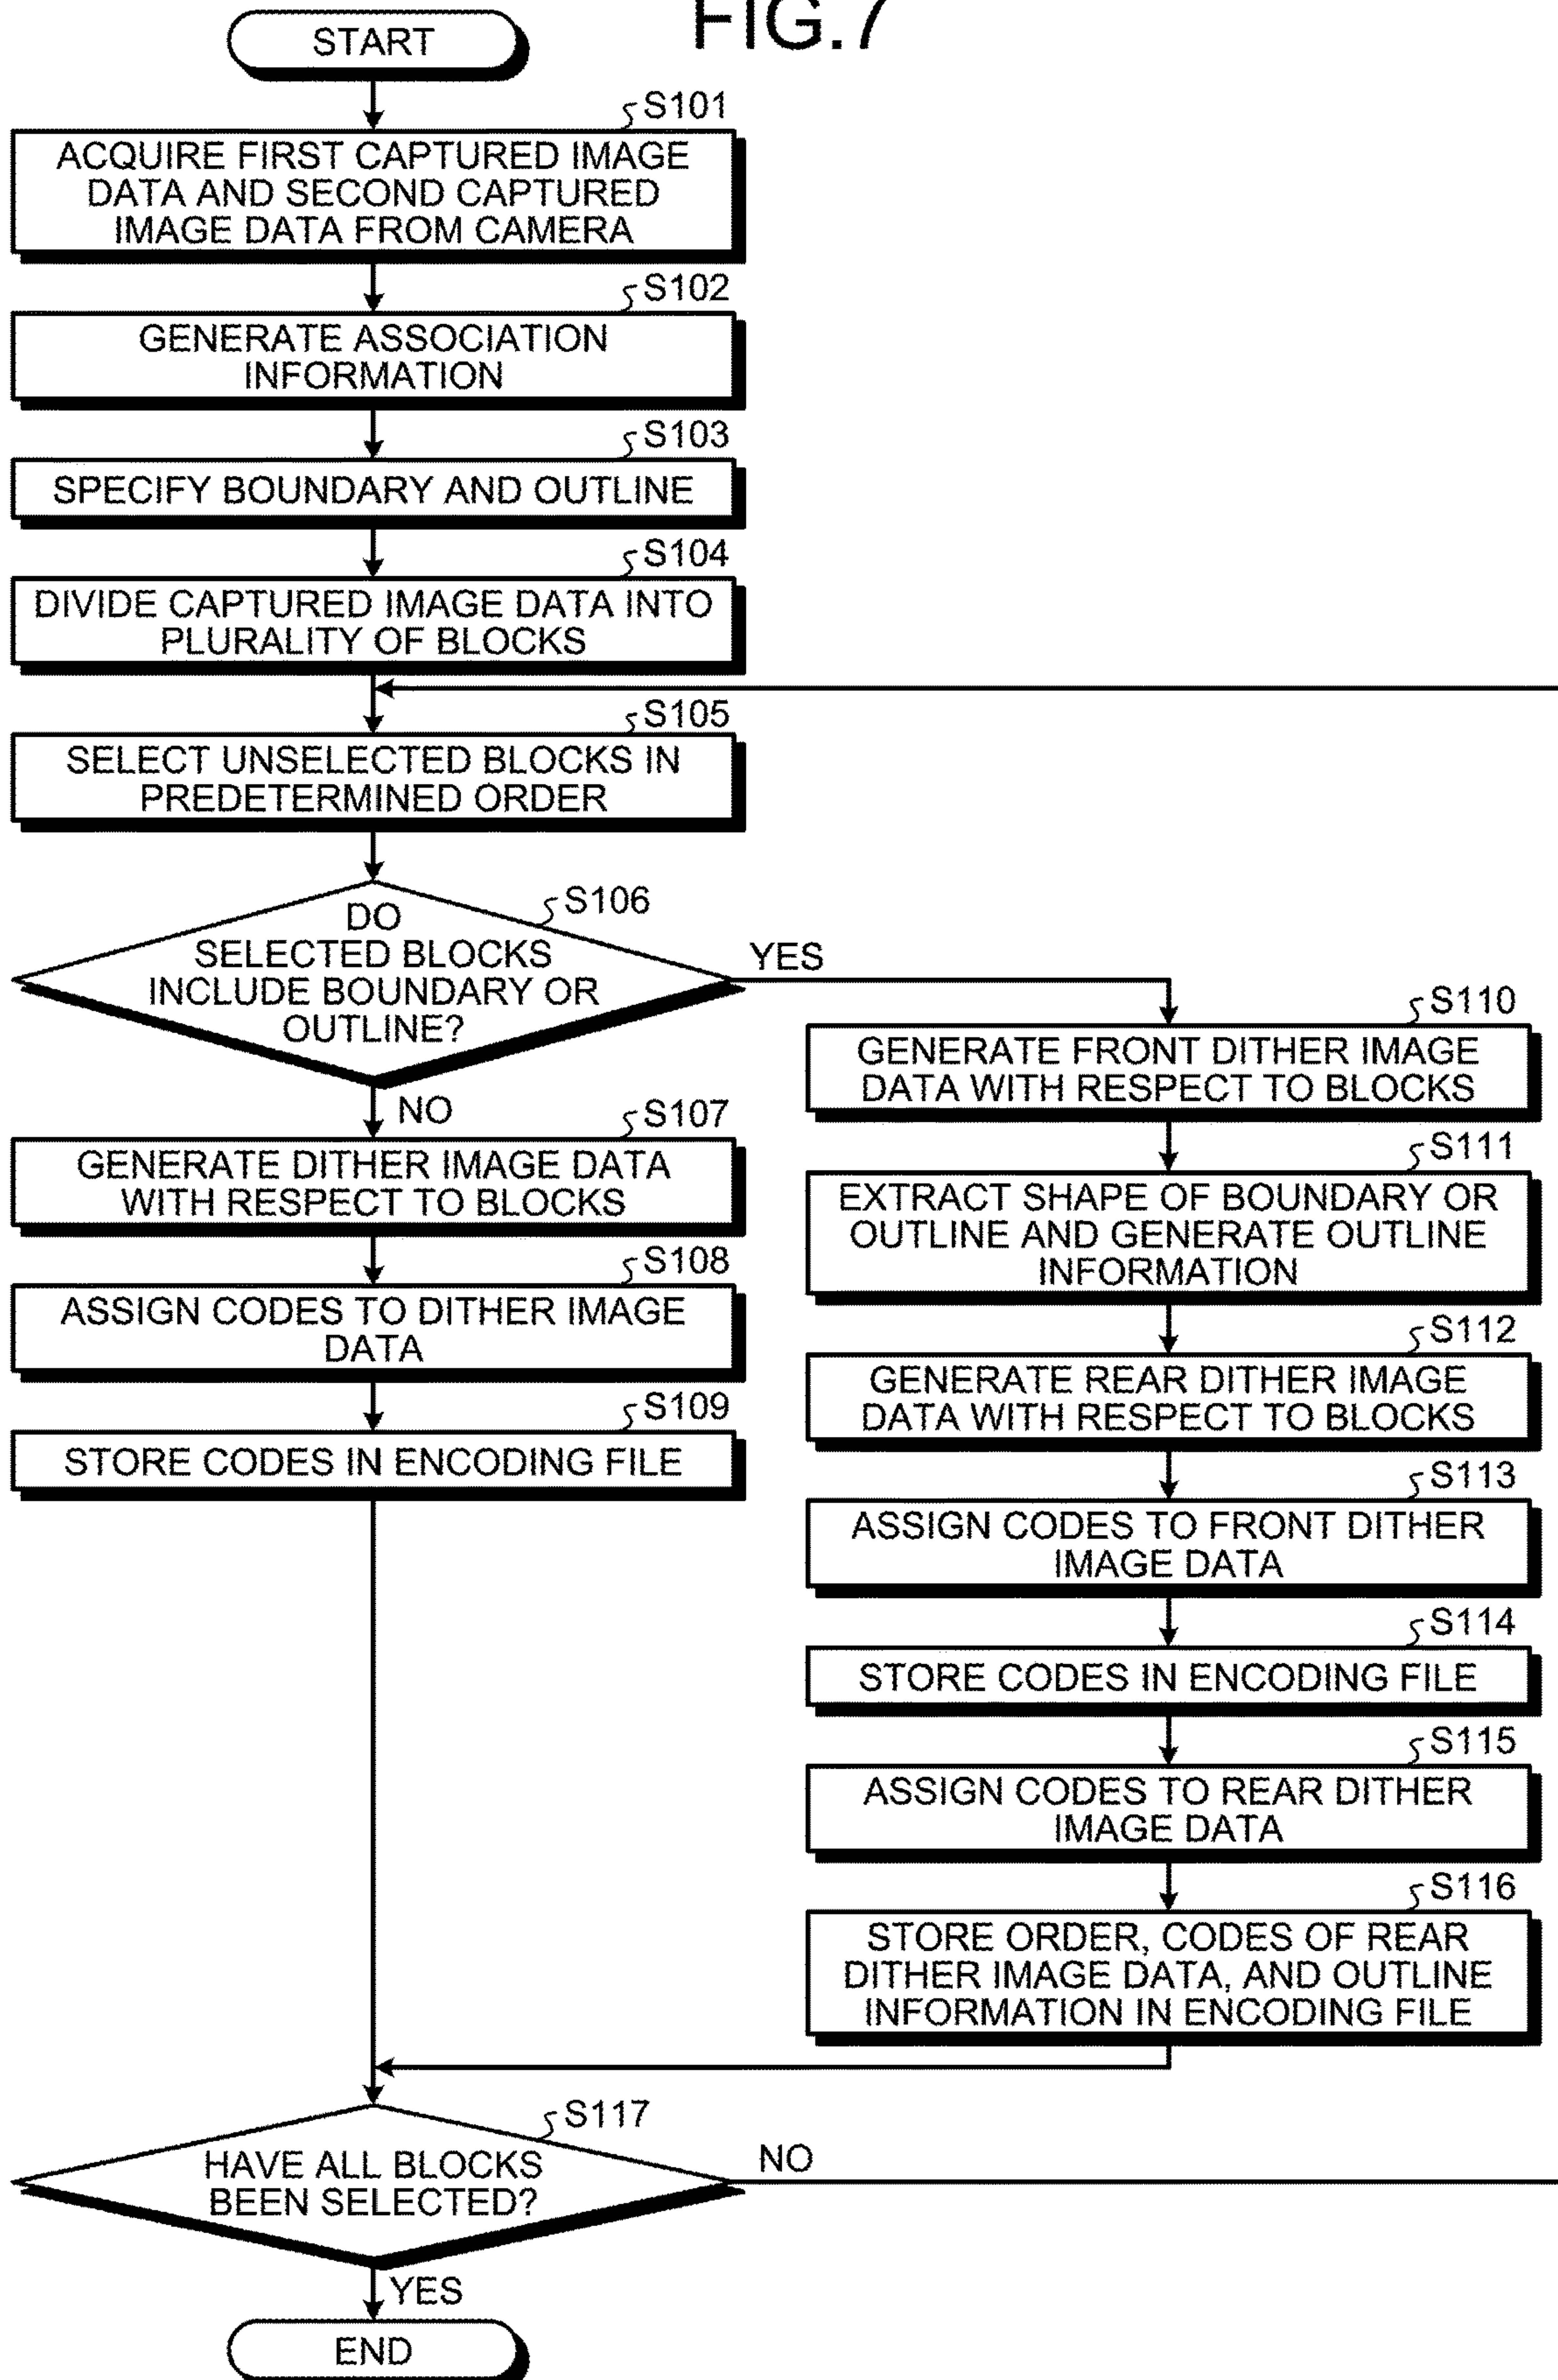 FIG.7
START
S101
ACQUIRE FIRST CAPTURED IMAGE
DATA AND SECOND CAPTURED
IMAGE DATA FROM CAMERA
S102
GENERATE ASSOCIATION
INFORMATION
S103
SPECIFY BOUNDARY AND OUTLINE
S104
DIVIDE CAPTURED IMAGE DATA INTO
PLURALITY OF BLOCKS
S105
SELECT UNSELECTED BLOCKS IN
PREDETERMINED ORDER
S106
DO
SELECTED BLOCKS
INCLUDE BOUNDARY OR
OUTLINE?
YES
NO
S107
GENERATE DITHER IMAGE DATA
WITH RESPECT TO BLOCKS
S108
ASSIGN CODES TO DITHER IMAGE
DATA
S109
STORE CODES IN ENCODING FILE
S110
GENERATE FRONT DITHER IMAGE
DATA WITH RESPECT TO BLOCKS
S111
EXTRACT SHAPE OF BOUNDARY OR
OUTLINE AND GENERATE OUTLINE
INFORMATION
S112
GENERATE REAR DITHER IMAGE
DATA WITH RESPECT TO BLOCKS
S113
ASSIGN CODES TO FRONT DITHER
IMAGE DATA
S114
STORE CODES IN ENCODING FILE
S115
ASSIGN CODES TO REAR DITHER
IMAGE DATA
S116
STORE ORDER, CODES OF REAR
DITHER IMAGE DATA, AND OUTLINE
INFORMATION IN ENCODING FILE
S117
HAVE ALL BLOCKS
BEEN SELECTED?
NO
YES
END